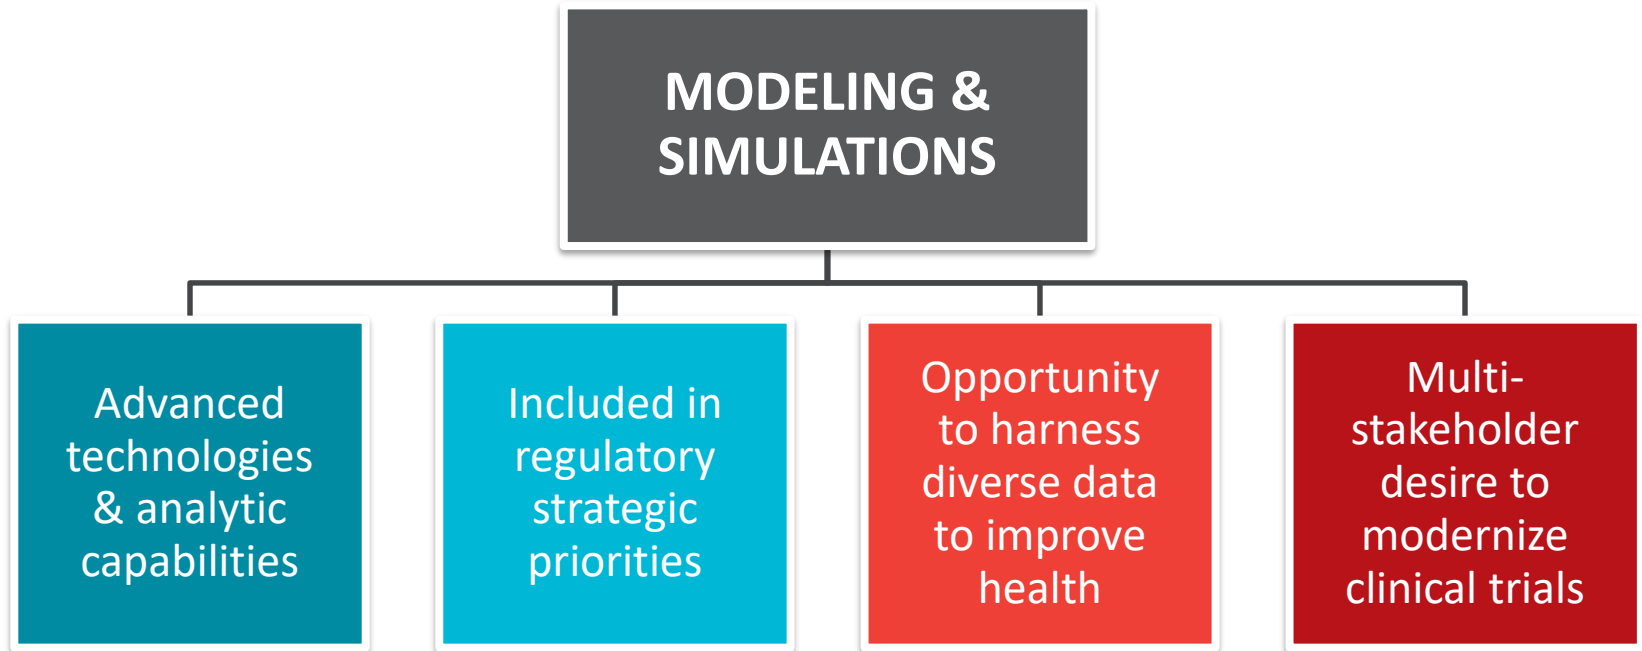 MODELING &
SIMULATIONS
Advanced
technologies
& analytic
capabilities
Included in
regulatory
strategic
priorities
Opportunity
to harness
diverse data
to improve
health
Multi-
stakeholder
desire to
modernize
clinical trials